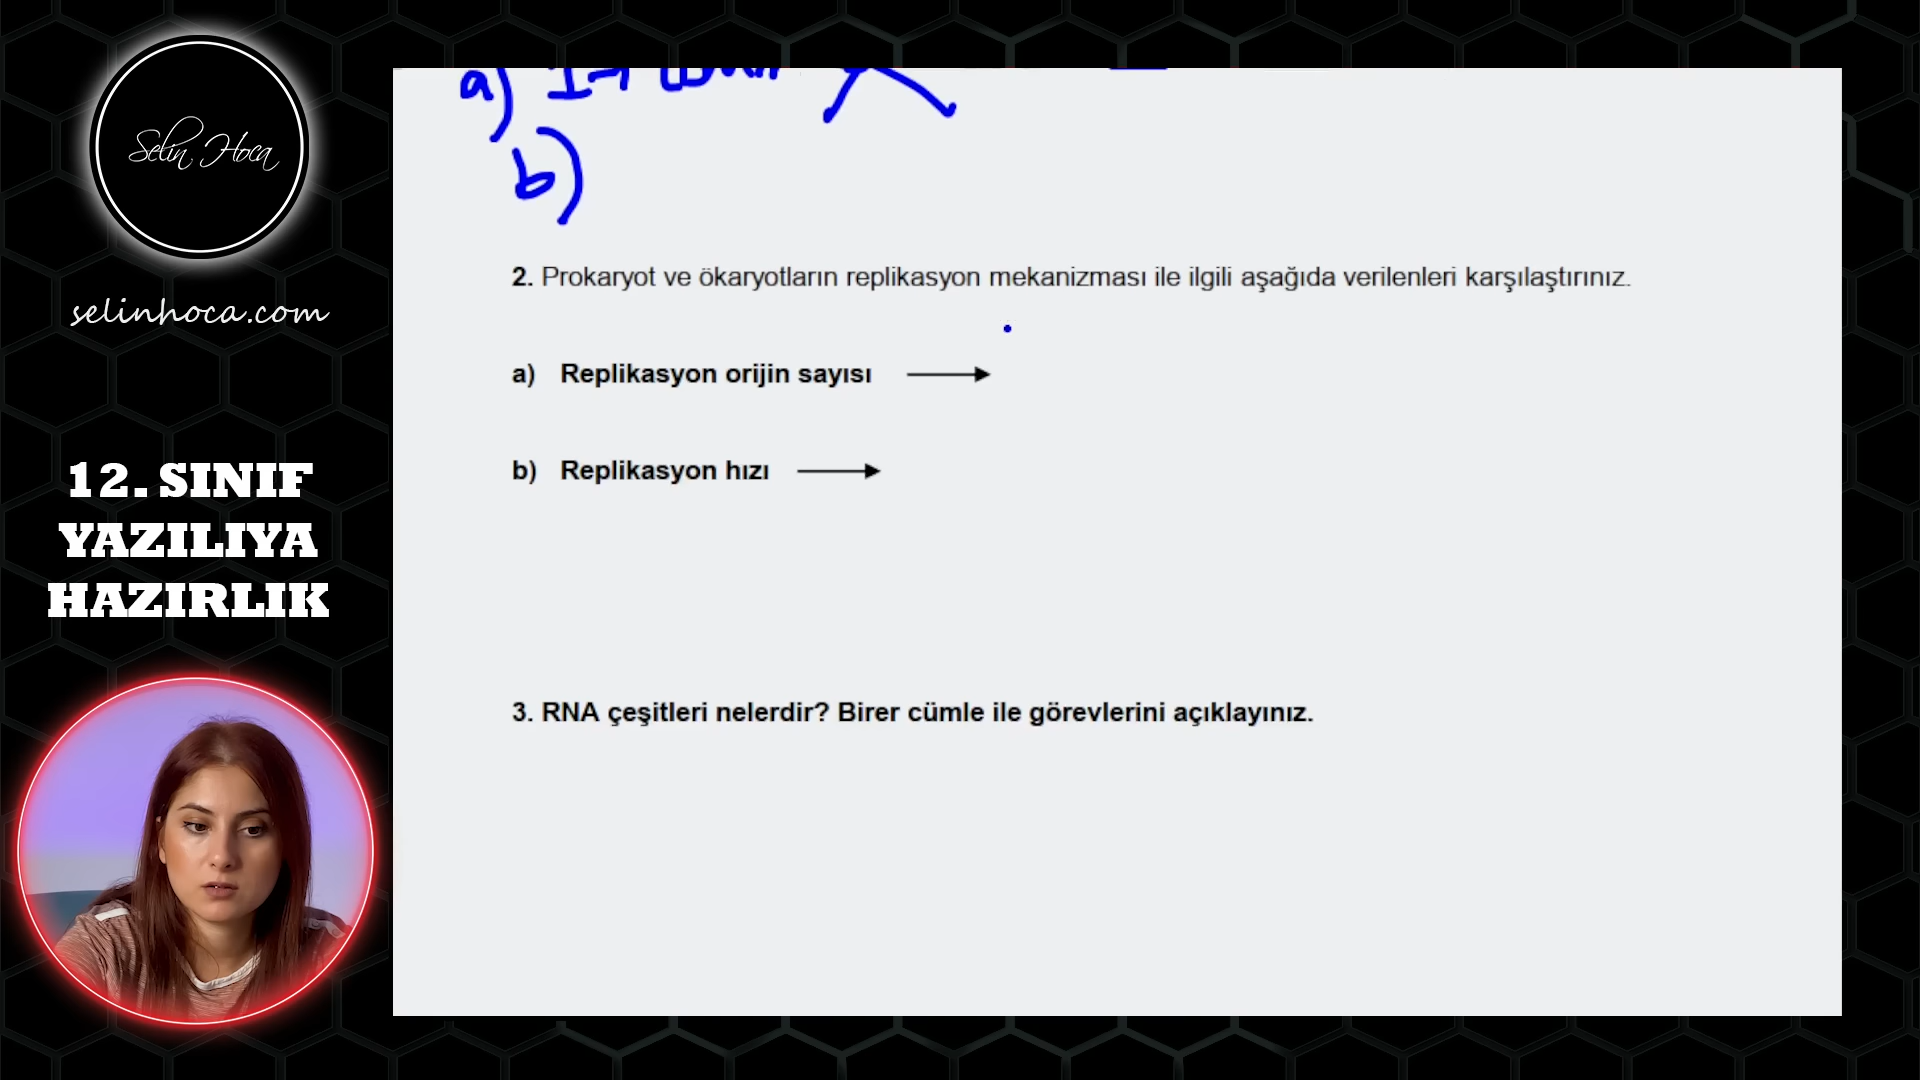 Selin Hoca
selinhoca.com
12. SINIF
YAZILIYA
HAZIRLIK
a)
b)
2. Prokaryot ve ökaryotların replikasyon mekanizması ile ilgili aşağıda verilenleri karşılaştırınız.
a) Replikasyon orijin sayısı
b) Replikasyon hızı
3. RNA çeşitleri nelerdir? Birer cümle ile görevlerini açıklayınız.